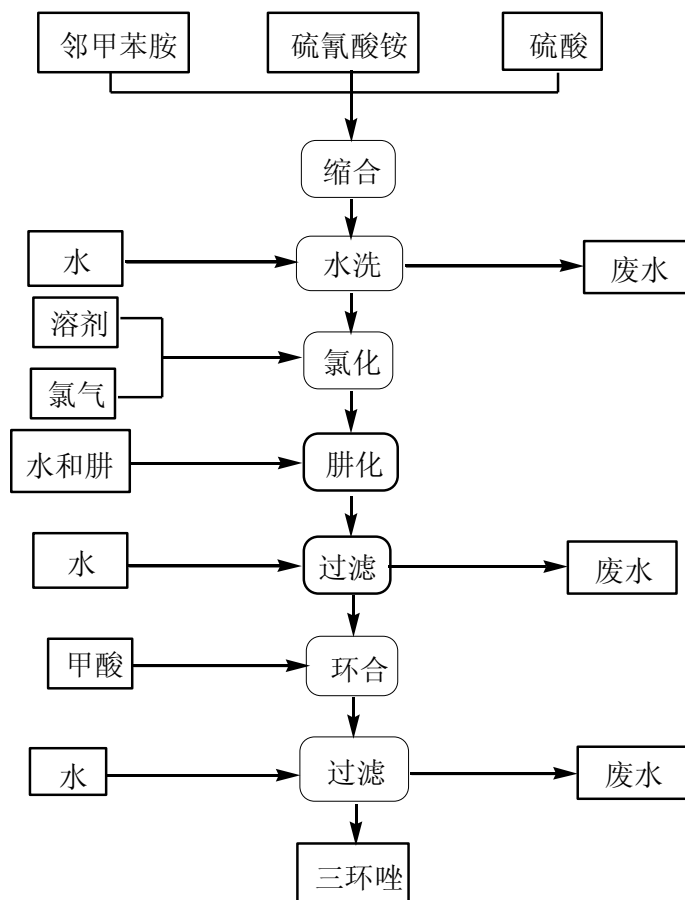 邻甲苯胺
硫氰酸铵
硫酸
缩合
水
水洗
废水
溶剂
氯化
氯气
水和肼
肼化
水
过滤
废水
甲酸
环合
水
过滤
废水
三环唑